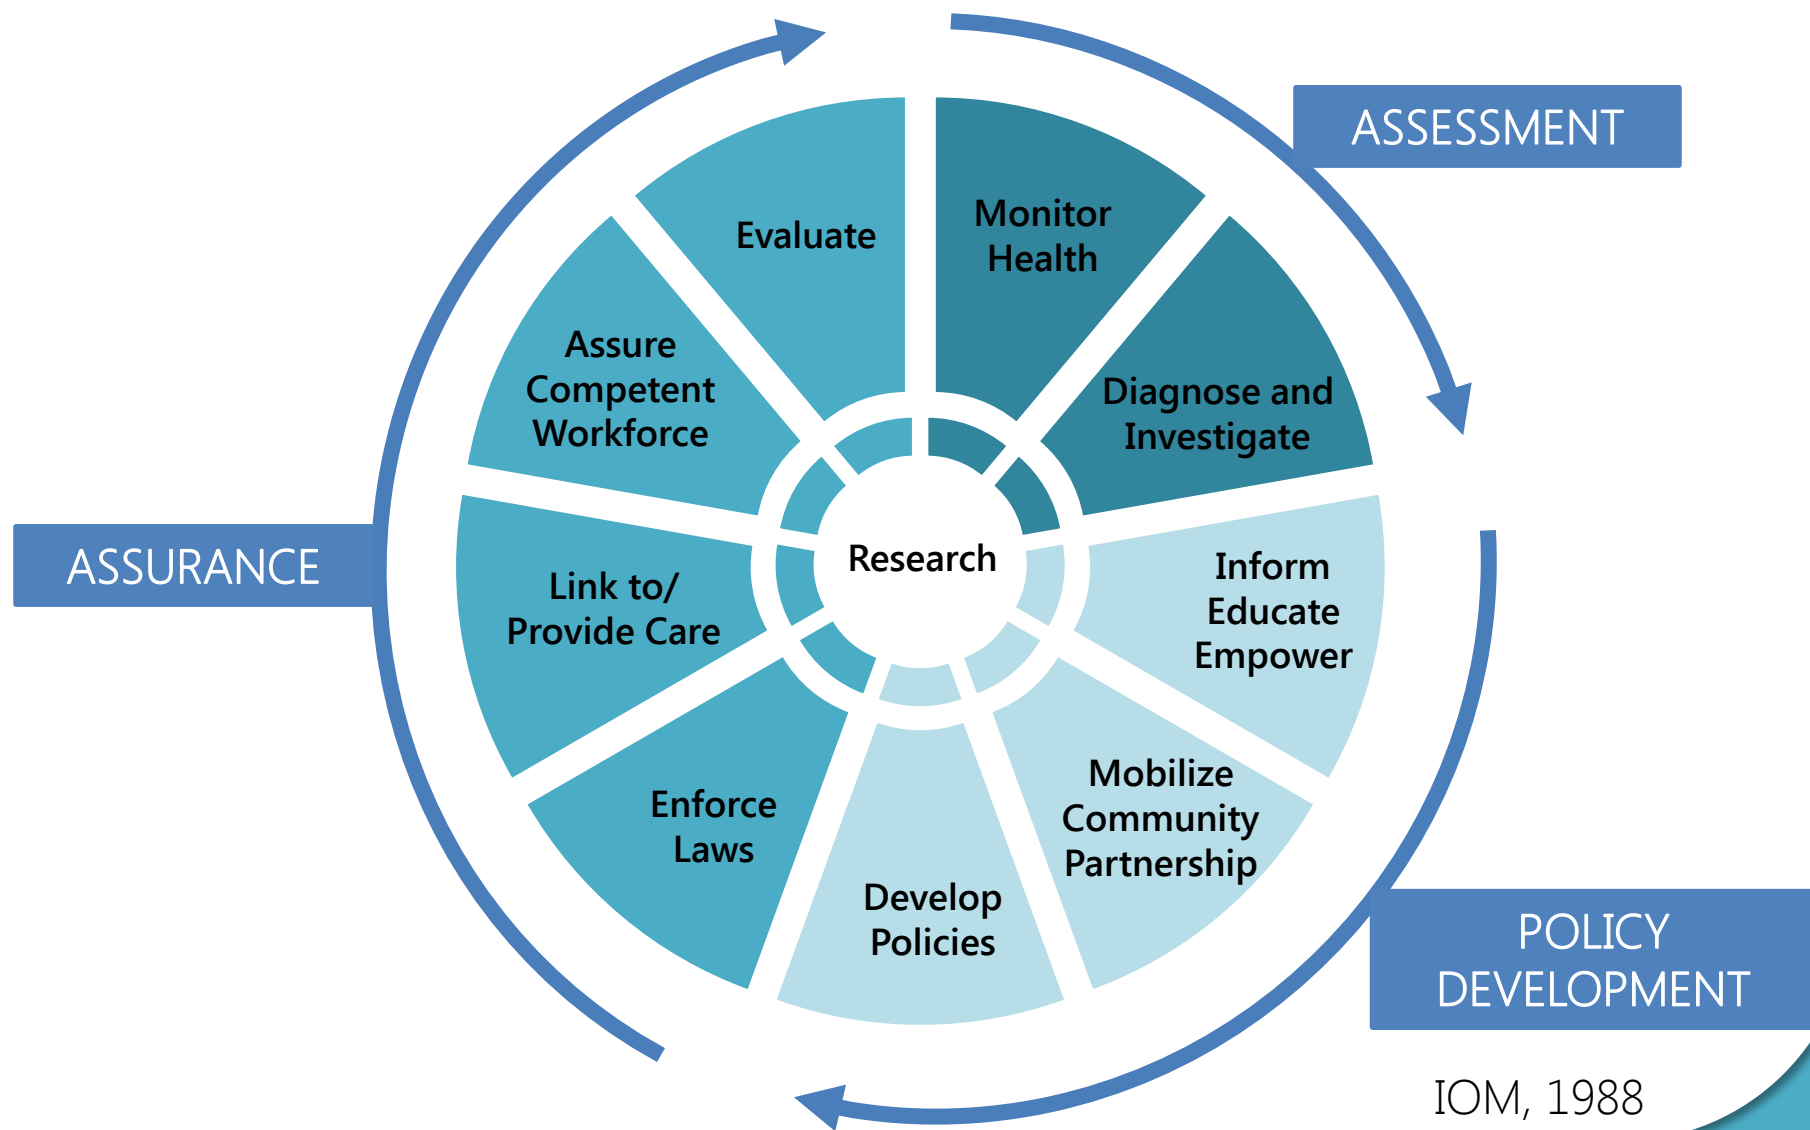 ASSESSMENT
Monitor
Health
Diagnose and
Investigate
Inform
Educate
Empower
Mobilize
Community
Partnership
POLICY
DEVELOPMENT
Develop
Policies
Enforce
Laws
Link to/
Provide Care
ASSURANCE
Assure
Competent
Workforce
Evaluate
Research
IOM, 1988